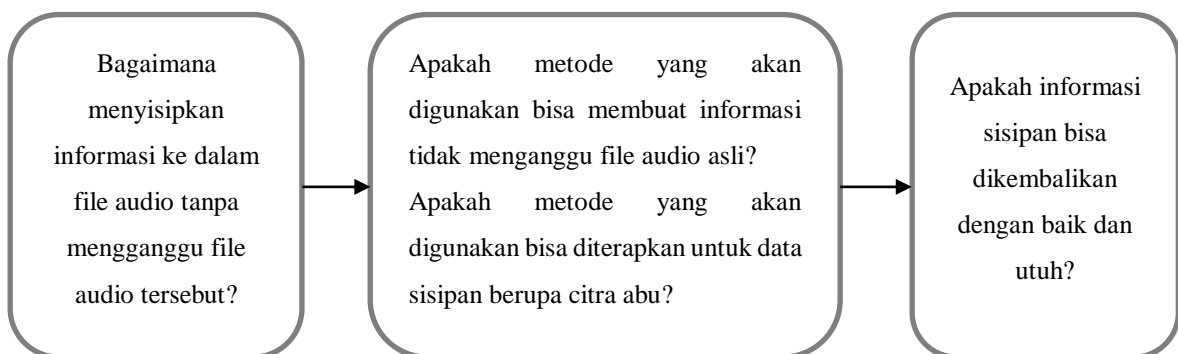 Bagaimana
menyisipkan
informasi ke dalam
file audio tanpa
mengganggu file
audio tersebut?
Apakah metode yang akan
digunakan bisa membuat informasi
tidak menganggu file audio asli?
Apakah metode yang akan
digunakan bisa diterapkan untuk data
sisipan berupa citra abu?
Apakah informasi
sisipan bisa
dikembalikan
dengan baik dan
utuh?